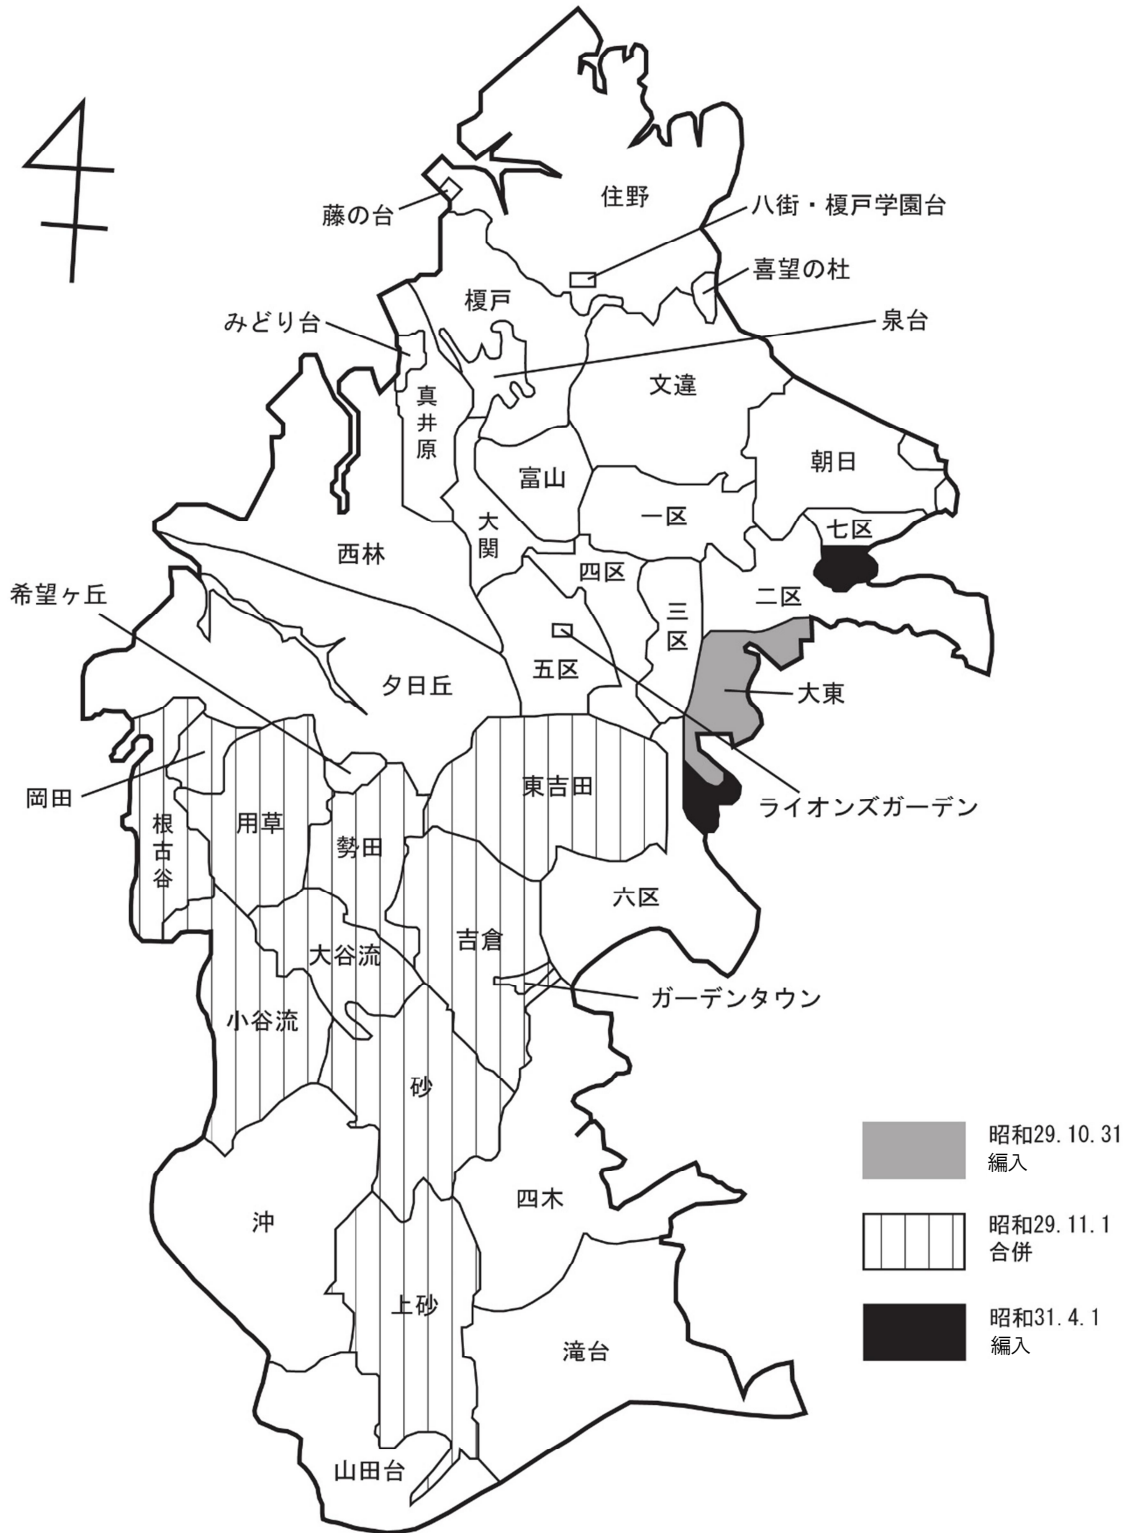 住野
八街・榎戸学園台
藤の台
喜望の杜
榎戸
みどり台
泉台
文違
真井原
朝日
富山
一区
大関
七区
西林
四区
希望ヶ丘
二区
三区
五区
夕日丘
大東
東吉田
岡田
ライオンズガーデン
用草
根古谷
勢田
六区
吉倉
大谷流
ガーデンタウン
小谷流
砂
昭和29.10.31
編入
四木
沖
昭和29.11.1
合併
上砂
昭和31.4.1
編入
滝台
山田台